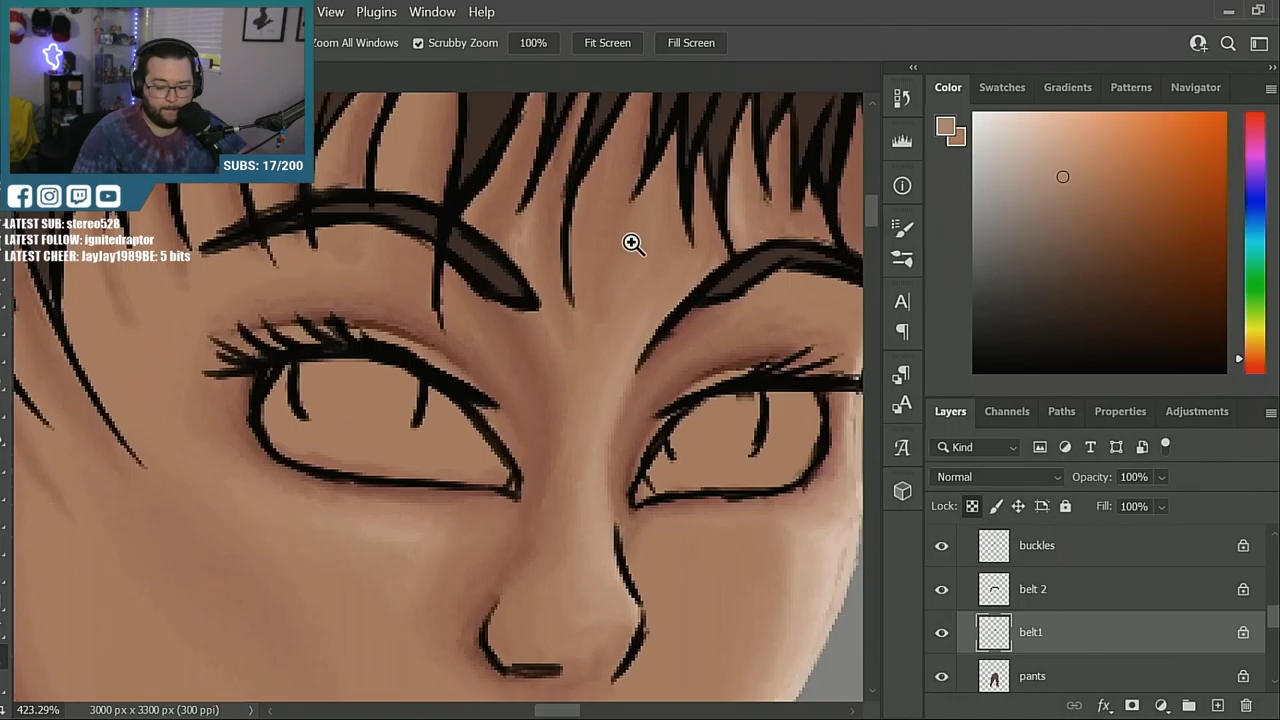 View Plugins Window Help
Zoom All Windows Scrubby Zoom 100% Fit Screen Fill Screen
SUBS: 17/200
LATEST SUB: stereo528
LATEST FOLLOW: ignitedraptor
LATEST CHEER: JayJay1989BE: 5 bits
Color Swatches Gradients Patterns Navigator
Layers Channels Paths Properties Adjustments
Kind
Normal Opacity: 100%
Lock: Fill: 100%
buckles
belt 2
belt1
pants
423.29% 3000 px x 3300 px (300 ppi)